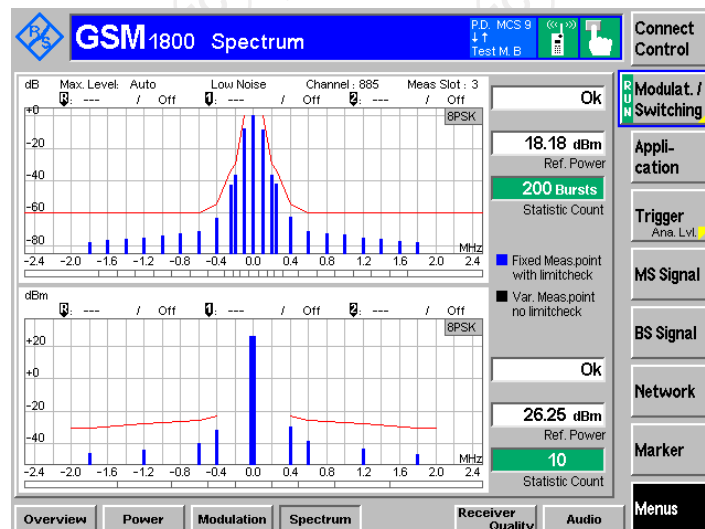 R/S
GSM 1800 Spectrum
P.D. MCS 9
Test M. B
Connect Control
dB Max. Level: Auto Low Noise Channel : 885 Meas Slot : 3
R: --- / Off 1: --- / Off 2: --- / Off
8PSK
+0
-20
-40
-60
-80
MHz
-2.4 -2.0 -1.6 -1.2 -0.8 -0.4 0.0 0.4 0.8 1.2 1.6 2.0 2.4
Ok
18.18 dBm
Ref. Power
200 Bursts
Statistic Count
Fixed Meas.point
with limitcheck
Var. Meas.point
no limitcheck
dBm
R: --- / Off 1: --- / Off 2: --- / Off
8PSK
+20
+0
-20
-40
MHz
-2.4 -2.0 -1.6 -1.2 -0.8 -0.4 0.0 0.4 0.8 1.2 1.6 2.0 2.4
Ok
26.25 dBm
Ref. Power
10
Statistic Count
RUN
Modulat. /
Switching
Appli-
cation
Trigger
Ana. Lvl.
MS Signal
BS Signal
Network
Marker
Menus
Overview Power Modulation Spectrum Receiver Quality Audio